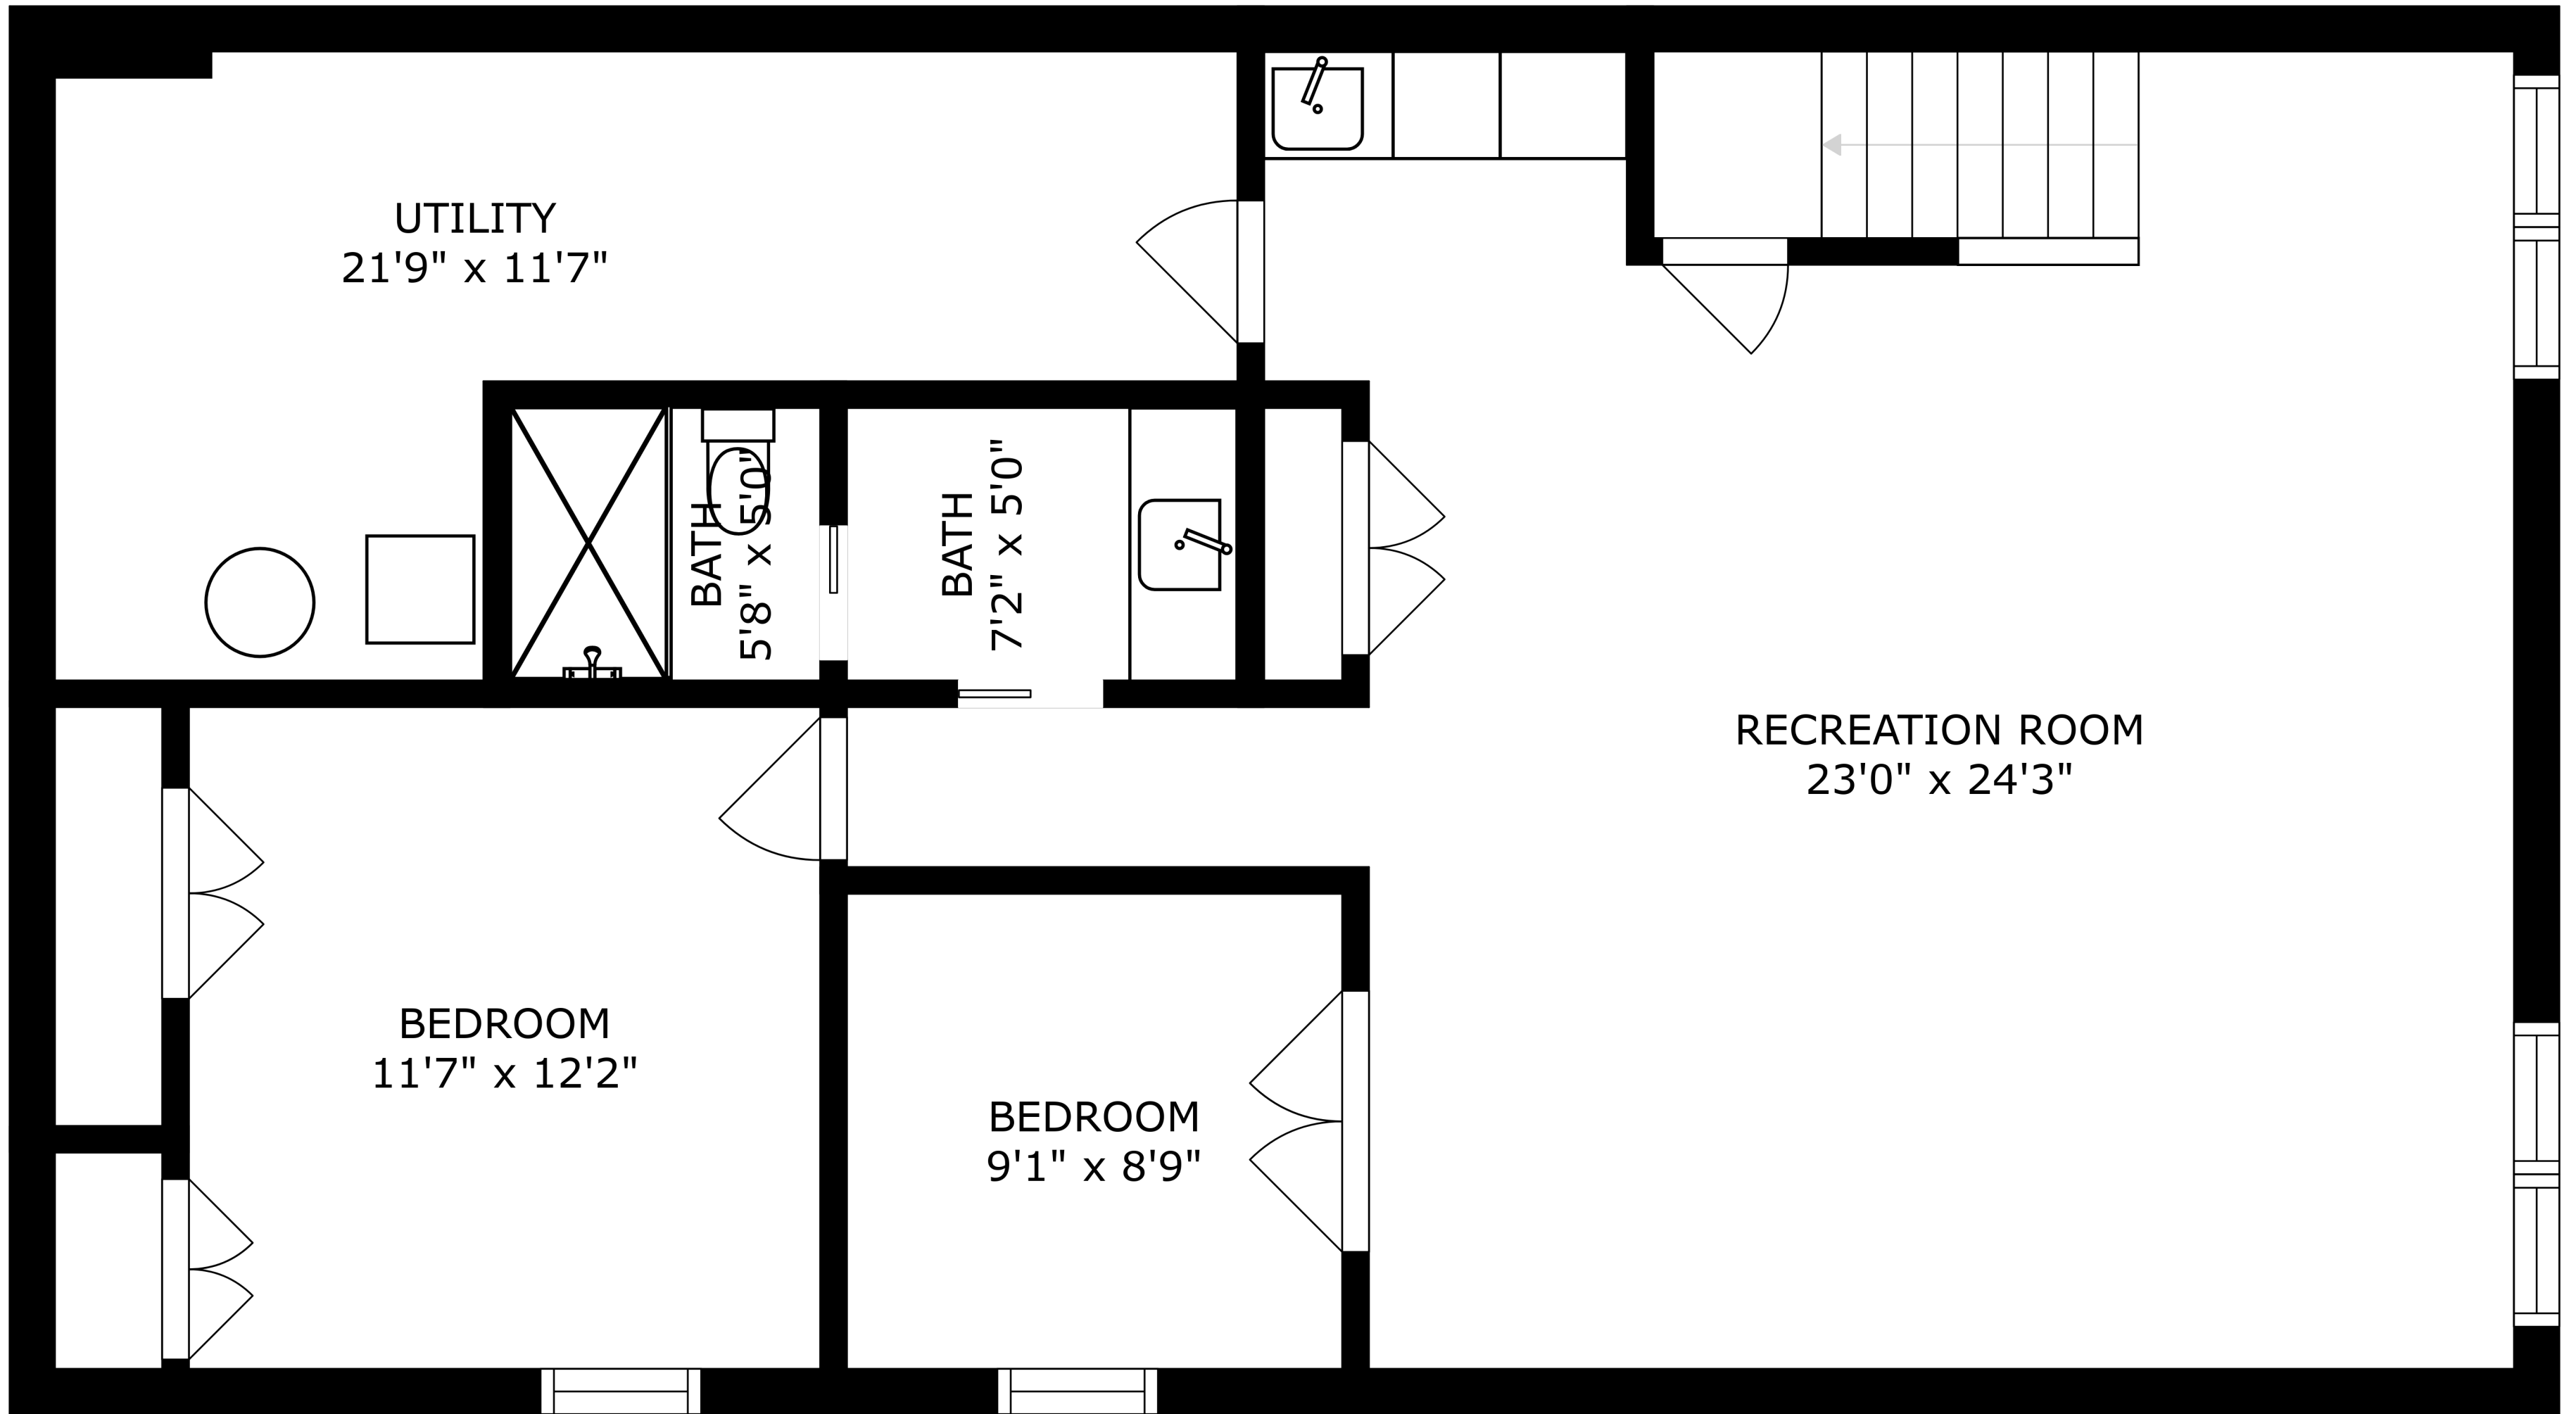 UTILITY
21'9" x 11'7"
BATH
5'8" x 5'0"
BATH
7'2" x 5'0"
RECREATION ROOM
23'0" x 24'3"
BEDROOM
11'7" x 12'2"
BEDROOM
9'1" x 8'9"